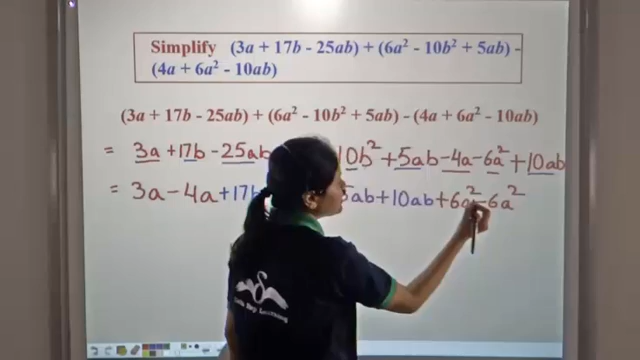 Simplify (3a + 17b - 25ab) + (6a² - 10b² + 5ab) -
(4a + 6a² - 10ab)
(3a + 17b - 25ab) + (6a² - 10b² + 5ab) - (4a + 6a² - 10ab)
= 3a + 17b - 25ab 10b² + 5ab - 4a - 6a² + 10ab
= 3a - 4a + 17b 5ab + 10ab + 6a² - 6a²
Learning